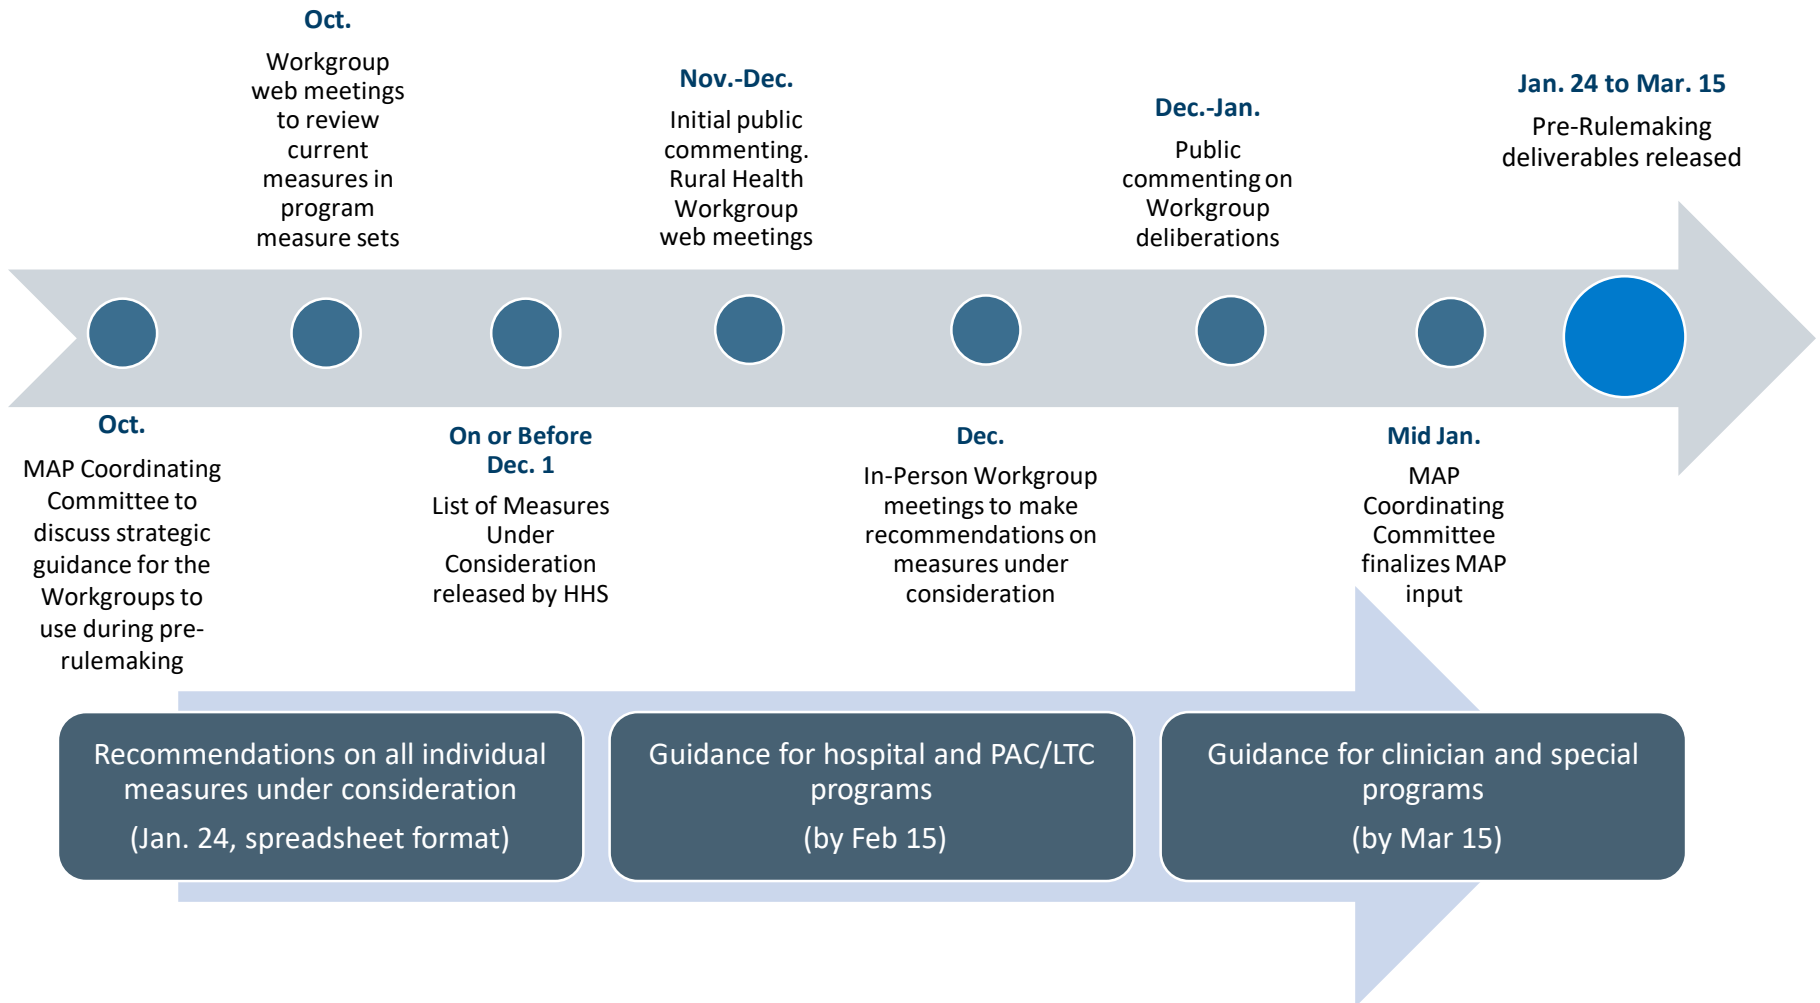 Oct.
Workgroup
web meetings
to review
current
measures in
program
measure sets
Nov.-Dec.
Initial public
commenting.
Rural Health
Workgroup
web meetings
Dec.-Jan.
Public
commenting on
Workgroup
deliberations
Jan. 24 to Mar. 15
Pre-Rulemaking
deliverables released
Oct.
MAP Coordinating
Committee to
discuss strategic
guidance for the
Workgroups to
use during pre-
rulemaking
On or Before
Dec. 1
List of Measures
Under
Consideration
released by HHS
Dec.
In-Person Workgroup
meetings to make
recommendations on
measures under
consideration
Mid Jan.
MAP
Coordinating
Committee
finalizes MAP
input
Recommendations on all individual
measures under consideration
(Jan. 24, spreadsheet format)
Guidance for hospital and PAC/LTC
programs
(by Feb 15)
Guidance for clinician and special
programs
(by Mar 15)